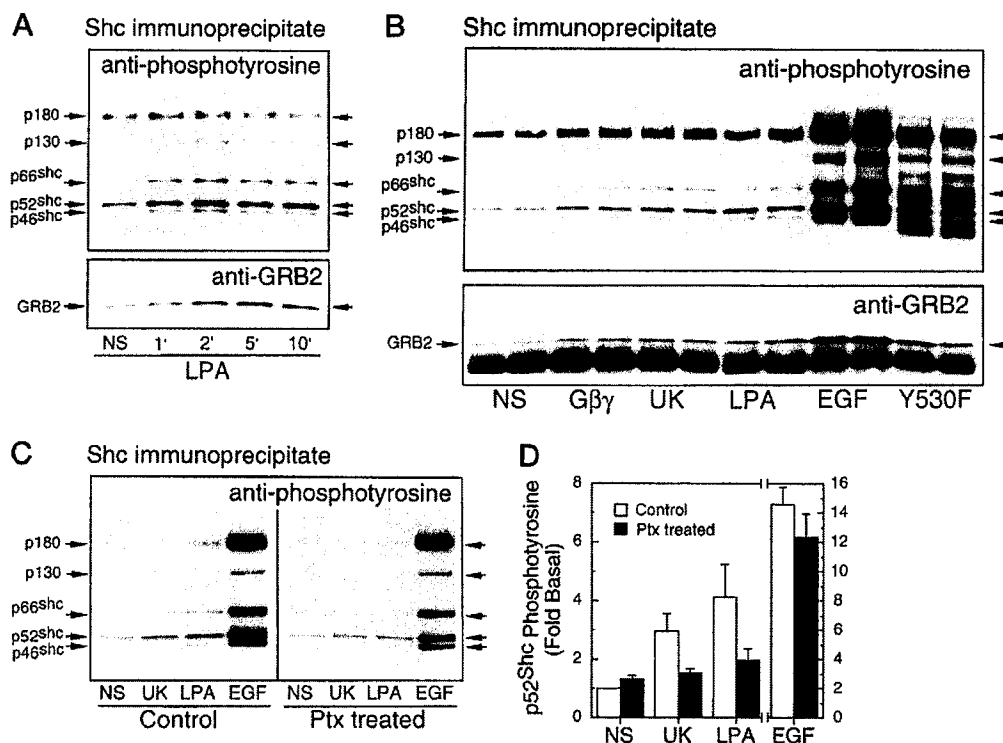 A Shc immunoprecipitate
anti-phosphotyrosine
p180
p130
p66shc
p52shc
p46shc
anti-GRB2
GRB2
NS 1' 2' 5' 10'
LPA
B Shc immunoprecipitate
anti-phosphotyrosine
p180
p130
p66shc
p52shc
p46shc
anti-GRB2
GRB2
NS Gβγ UK LPA EGF Y530F
C Shc immunoprecipitate
anti-phosphotyrosine
p180
p130
p66shc
p52shc
p46shc
NS UK LPA EGF NS UK LPA EGF
Control Ptx treated
D
p52Shc Phosphotyrosine
(Fold Basal)
8
6
4
2
0
Control
Ptx treated
16
14
12
10
8
6
4
2
0
NS UK LPA EGF